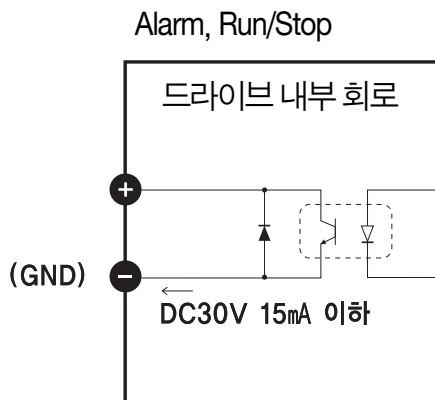 Alarm, Run/Stop
드라이브 내부 회로
+
(GND) −
DC30V 15mA 이하